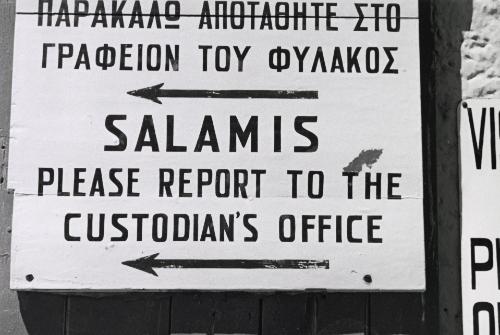 ΠΑΡΑΚΑΛΩ ΑΠΟΤΑΘΗΤΕ ΣΤΟ
ΓΡΑΦΕΙΟΝ ΤΟΥ ΦΥΛΑΚΟΣ
SALAMIS
PLEASE REPORT TO THE
CUSTODIAN'S OFFICE